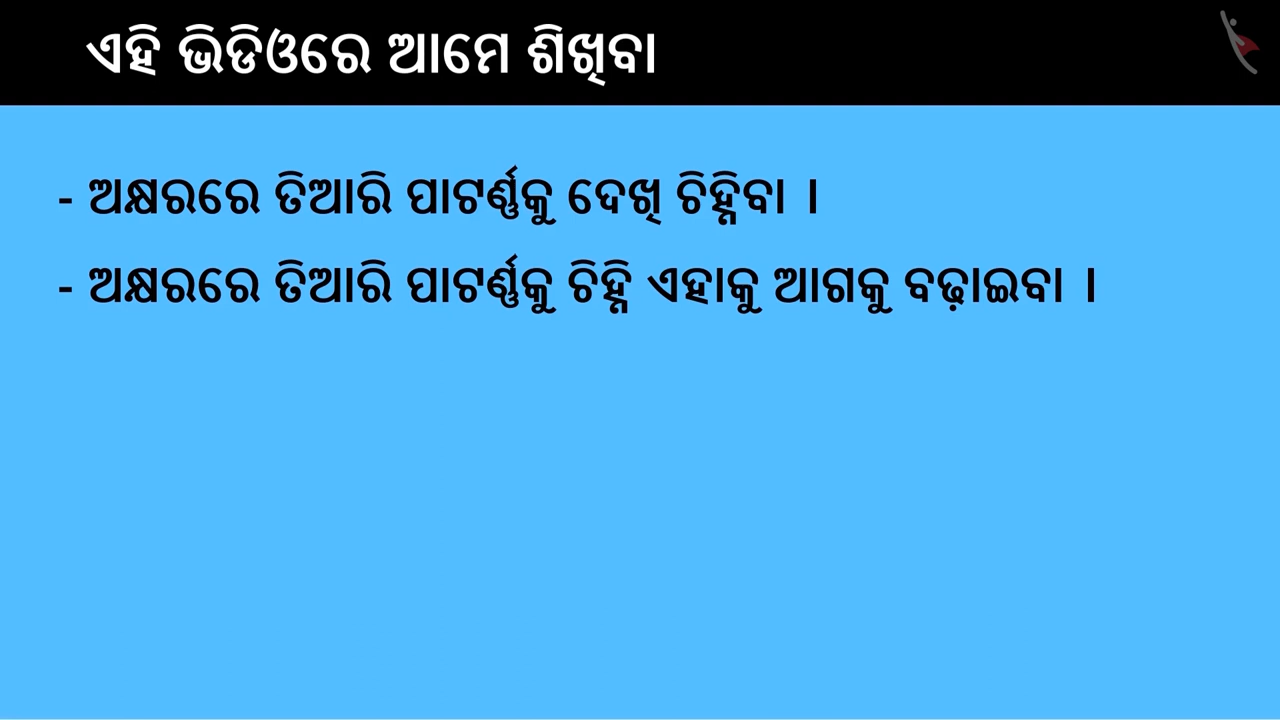 ଏହି ଭିଡିଓରେ ଆମେ ଶିଖିବା
- ଅକ୍ଷରରେ ତିଆରି ପାଟର୍ଣ୍ଣକୁ ଦେଖି ଚିହ୍ନିବା ।
- ଅକ୍ଷରରେ ତିଆରି ପାଟର୍ଣ୍ଣକୁ ଚିହ୍ନି ଏହାକୁ ଆଗକୁ ବଢ଼ାଇବା ।